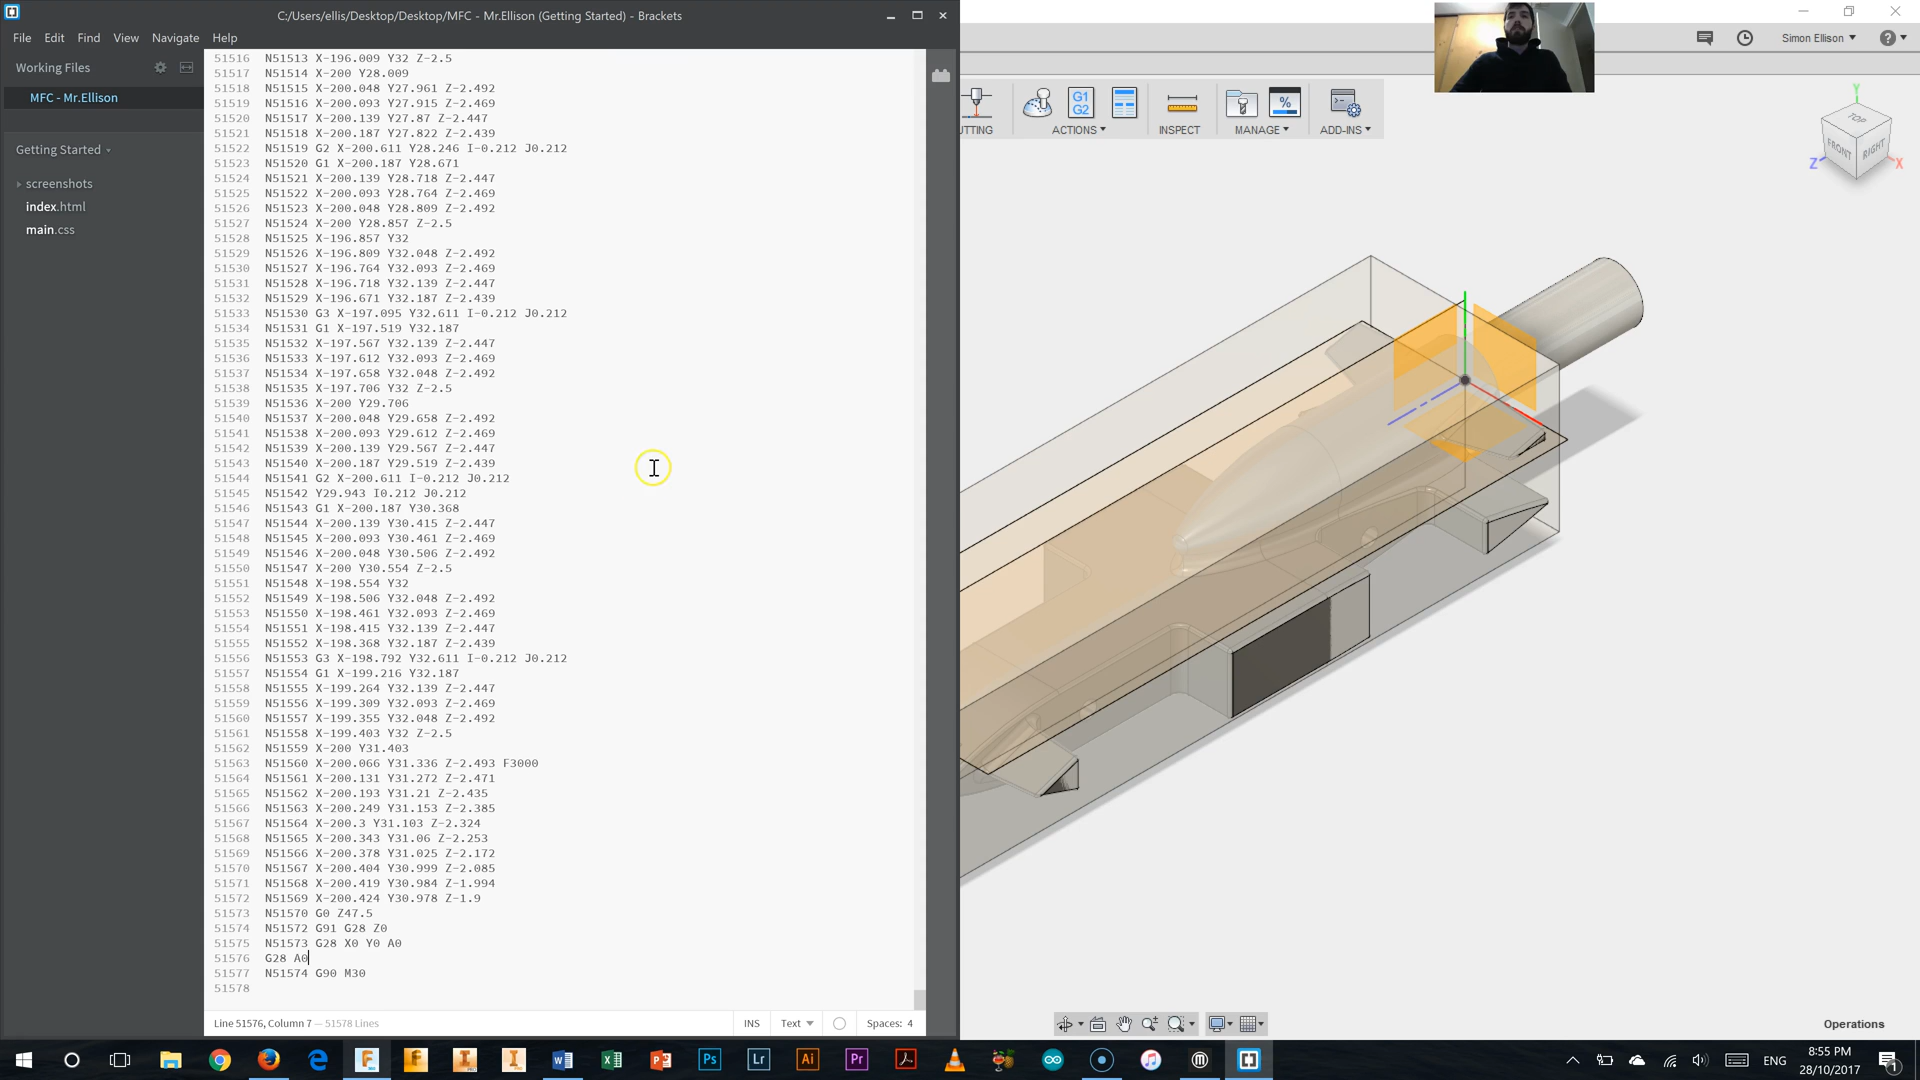 C:/Users/ellis/Desktop/Desktop/MFC - Mr.Ellison (Getting Started) - Brackets
File Edit Find View Navigate Help
Working Files
MFC - Mr.Ellison
Getting Started
screenshots
index.html
main.css
51516 N51513 X-196.009 Y32 Z-2.5
51517 N51514 X-200 Y28.009
51518 N51515 X-200.048 Y27.961 Z-2.492
51519 N51516 X-200.093 Y27.915 Z-2.469
51520 N51517 X-200.139 Y27.87 Z-2.447
51521 N51518 X-200.187 Y27.822 Z-2.439
51522 N51519 G2 X-200.611 Y28.246 I-0.212 J0.212
51523 N51520 G1 X-200.187 Y28.671
51524 N51521 X-200.139 Y28.718 Z-2.447
51525 N51522 X-200.093 Y28.764 Z-2.469
51526 N51523 X-200.048 Y28.809 Z-2.492
51527 N51524 X-200 Y28.857 Z-2.5
51528 N51525 X-196.857 Y32
51529 N51526 X-196.809 Y32.048 Z-2.492
51530 N51527 X-196.764 Y32.093 Z-2.469
51531 N51528 X-196.718 Y32.139 Z-2.447
51532 N51529 X-196.671 Y32.187 Z-2.439
51533 N51530 G3 X-197.095 Y32.611 I-0.212 J0.212
51534 N51531 G1 X-197.519 Y32.187
51535 N51532 X-197.567 Y32.139 Z-2.447
51536 N51533 X-197.612 Y32.093 Z-2.469
51537 N51534 X-197.658 Y32.048 Z-2.492
51538 N51535 X-197.706 Y32 Z-2.5
51539 N51536 X-200 Y29.706
51540 N51537 X-200.048 Y29.658 Z-2.492
51541 N51538 X-200.093 Y29.612 Z-2.469
51542 N51539 X-200.139 Y29.567 Z-2.447
51543 N51540 X-200.187 Y29.519 Z-2.439
51544 N51541 G2 X-200.611 I-0.212 J0.212
51545 N51542 Y29.943 I0.212 J0.212
51546 N51543 G1 X-200.187 Y30.368
51547 N51544 X-200.139 Y30.415 Z-2.447
51548 N51545 X-200.093 Y30.461 Z-2.469
51549 N51546 X-200.048 Y30.506 Z-2.492
51550 N51547 X-200 Y30.554 Z-2.5
51551 N51548 X-198.554 Y32
51552 N51549 X-198.506 Y32.048 Z-2.492
51553 N51550 X-198.461 Y32.093 Z-2.469
51554 N51551 X-198.415 Y32.139 Z-2.447
51555 N51552 X-198.368 Y32.187 Z-2.439
51556 N51553 G3 X-198.792 Y32.611 I-0.212 J0.212
51557 N51554 G1 X-199.216 Y32.187
51558 N51555 X-199.264 Y32.139 Z-2.447
51559 N51556 X-199.309 Y32.093 Z-2.469
51560 N51557 X-199.355 Y32.048 Z-2.492
51561 N51558 X-199.403 Y32 Z-2.5
51562 N51559 X-200 Y31.403
51563 N51560 X-200.066 Y31.336 Z-2.493 F3000
51564 N51561 X-200.131 Y31.272 Z-2.471
51565 N51562 X-200.193 Y31.21 Z-2.435
51566 N51563 X-200.249 Y31.153 Z-2.385
51567 N51564 X-200.3 Y31.103 Z-2.324
51568 N51565 X-200.343 Y31.06 Z-2.253
51569 N51566 X-200.378 Y31.025 Z-2.172
51570 N51567 X-200.404 Y30.999 Z-2.085
51571 N51568 X-200.419 Y30.984 Z-1.994
51572 N51569 X-200.424 Y30.978 Z-1.9
51573 N51570 G0 Z47.5
51574 N51572 G91 G28 Z0
51575 N51573 G28 X0 Y0 A0
51576 G28 A0
51577 N51574 G90 M30
51578
Line 51576, Column 7 — 51578 Lines
INS Text Spaces: 4
Simon Ellison
G1
G2
%
UTTING ACTIONS INSPECT MANAGE ADD-INS
Y
TOP
FRONT RIGHT
Z X
Operations
Ps Lr Ai Pr
ENG
8:55 PM
28/10/2017
1